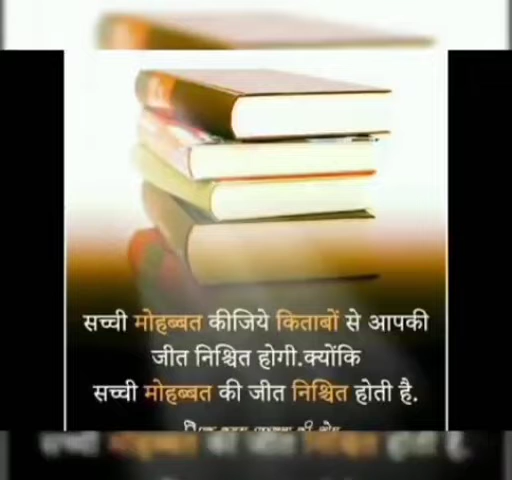 सच्ची मोहब्बत कीजिये किताबों से आपकी
जीत निश्चित होगी.क्योंकि
सच्ची मोहब्बत की जीत निश्चित होती है.